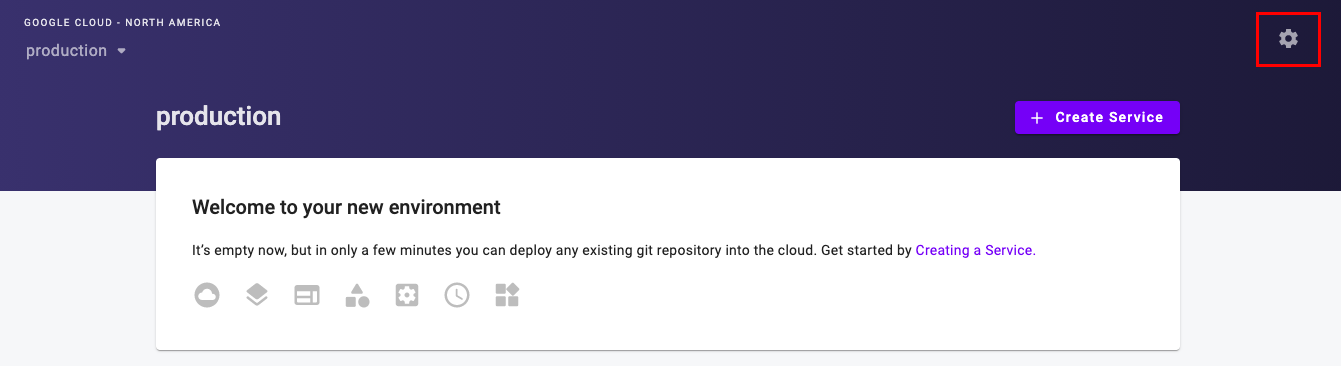 GOOGLE CLOUD - NORTH AMERICA
production
production
Create Service
Welcome to your new environment
It’s empty now, but in only a few minutes you can deploy any existing git repository into the cloud. Get started by Creating a Service.